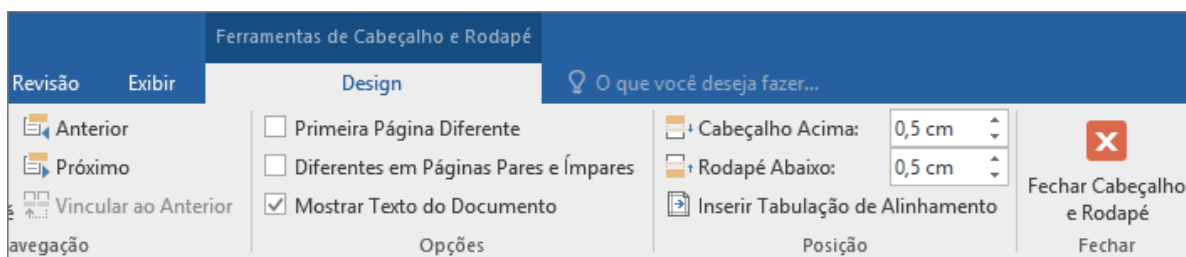 Ferramentas de Cabeçalho e Rodapé
Revisão Exibir Design O que você deseja fazer...
Anterior Primeira Página Diferente Cabeçalho Acima: 0,5 cm
Próximo Diferentes em Páginas Pares e Ímpares Rodapé Abaixo: 0,5 cm
Vincular ao Anterior Mostrar Texto do Documento Inserir Tabulação de Alinhamento
Fechar Cabeçalho
e Rodapé
avegação Opções Posição Fechar